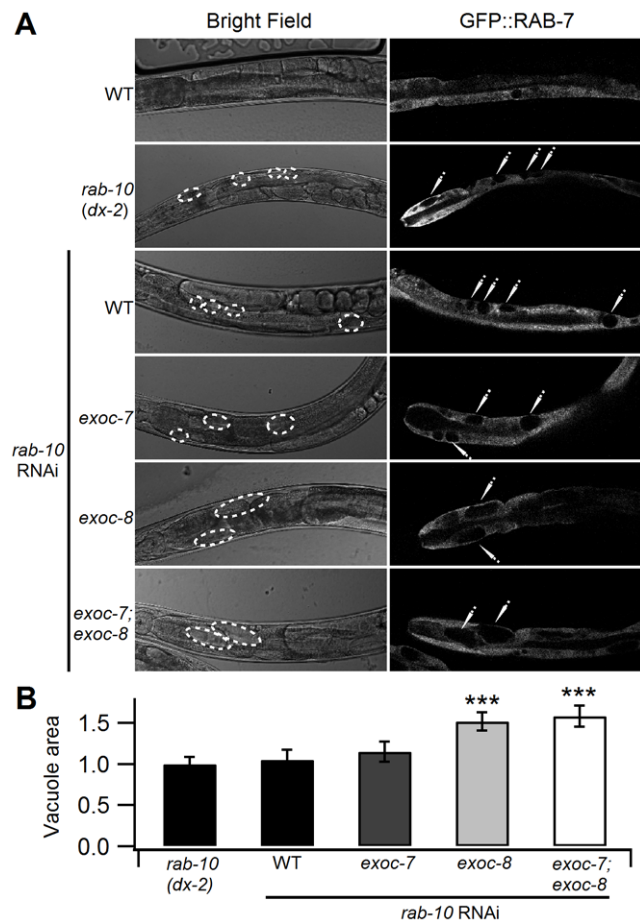 A
Bright Field
GFP::RAB-7
WT
rab-10
(dx-2)
WT
exoc-7
rab-10
RNAi
exoc-8
exoc-7;
exoc-8
B
Vacuole area
1.5
1.0
0.5
0.0
***
***
rab-10
(dx-2)
WT
exoc-7
exoc-8
exoc-7;
exoc-8
rab-10 RNAi